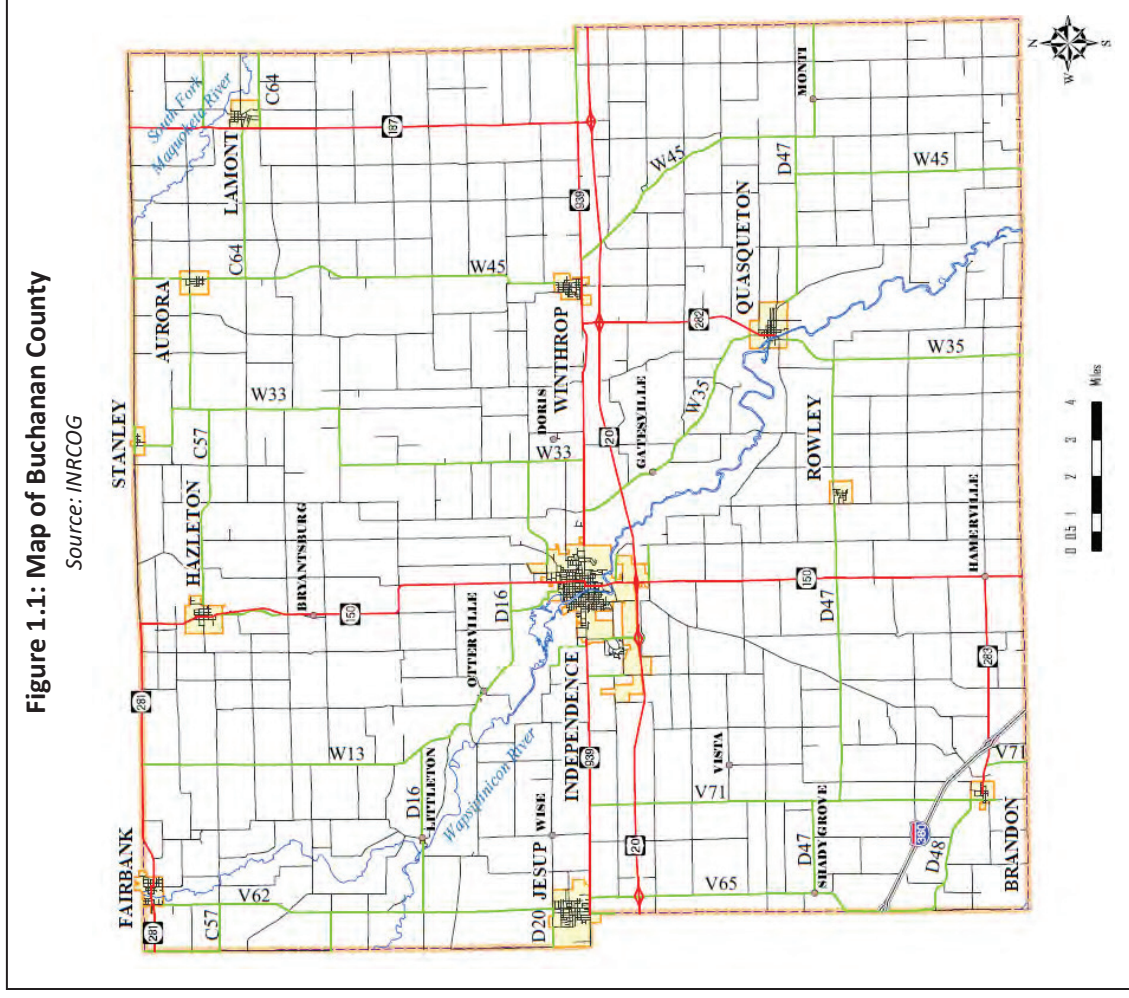 Figure 1.1: Map of Buchanan County
Source: INRCOG
FAIRBANK
STANLEY
281
281
C57
V62
HAZLETON
C57
AURORA
W33
LAMONT
C64
C64
South Fork
Maquoketa River
187
BRYANTSBURG
150
W13
W45
D16
LITTLETON
OTTERVILLE
D16
Wapsipinicon River
WISE
D20
JESUP
INDEPENDENCE
939
DORIS
W33
WINTHROP
939
20
20
GATESVILLE
W35
282
W45
QUASQUETON
D47
MONTI
W45
V65
V71
VISTA
D47
SHADY GROVE
D47
150
ROWLEY
W35
380
D48
BRANDON
V71
283
HAMERVILLE
0 0.5 1 2 3 4
Miles
N
S
W